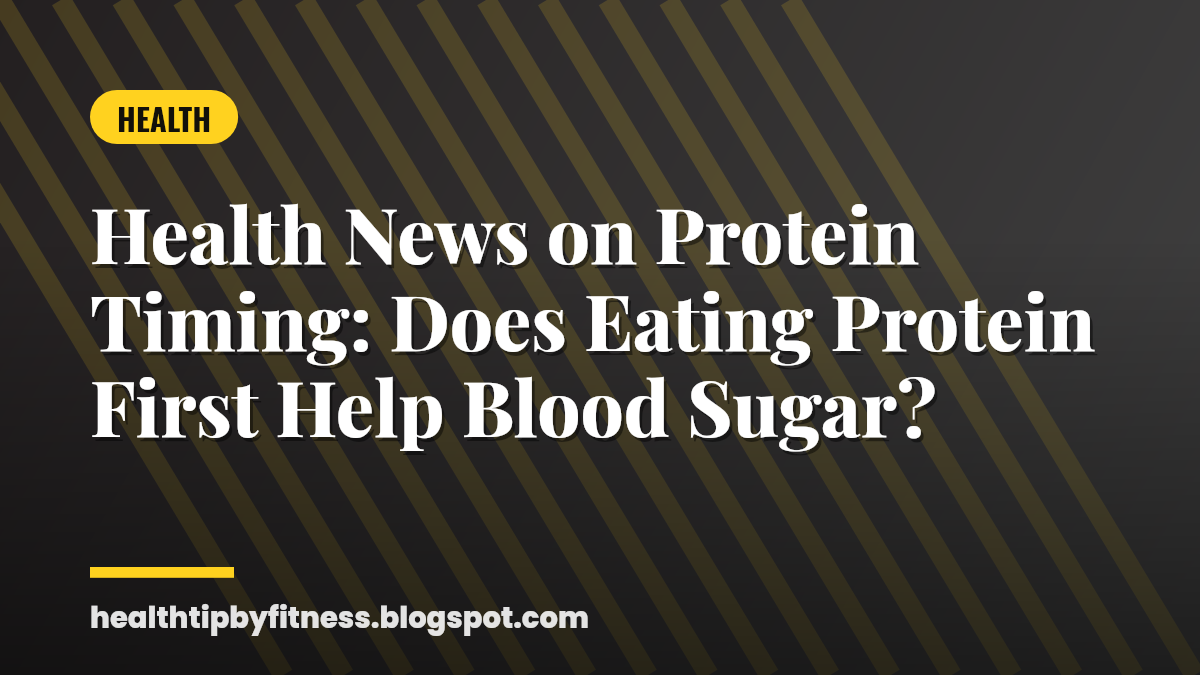 HEALTH
Health News on Protein
Timing: Does Eating Protein
First Help Blood Sugar?
healthtipbyfitness.blogspot.com